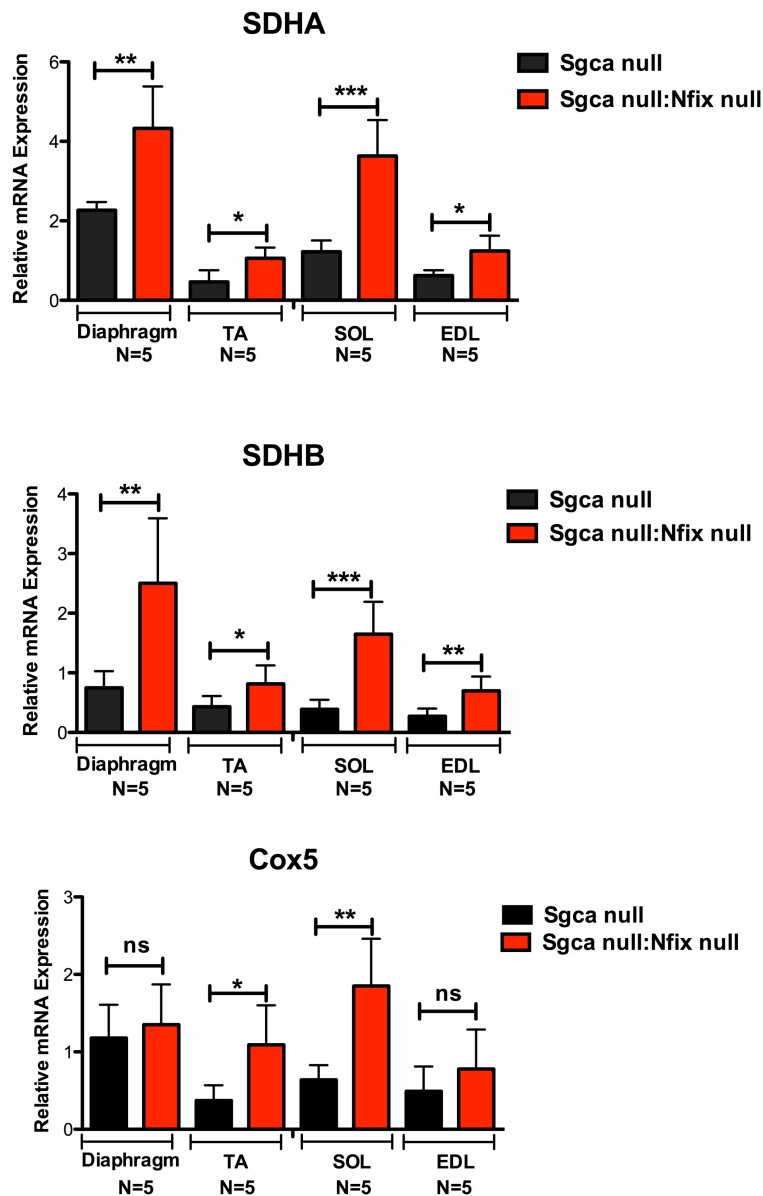 SDHA
Relative mRNA Expression
6
4
2
0
**
*
***
*
Sgca null
Sgca null:Nfix null
Diaphragm TA SOL EDL
N=5 N=5 N=5 N=5
SDHB
Relative mRNA Expression
4
3
2
1
0
**
*
***
**
Sgca null
Sgca null:Nfix null
Diaphragm TA SOL EDL
N=5 N=5 N=5 N=5
Cox5
Relative mRNA Expression
3
2
1
0
ns
*
**
ns
Sgca null
Sgca null:Nfix null
Diaphragm TA SOL EDL
N=5 N=5 N=5 N=5